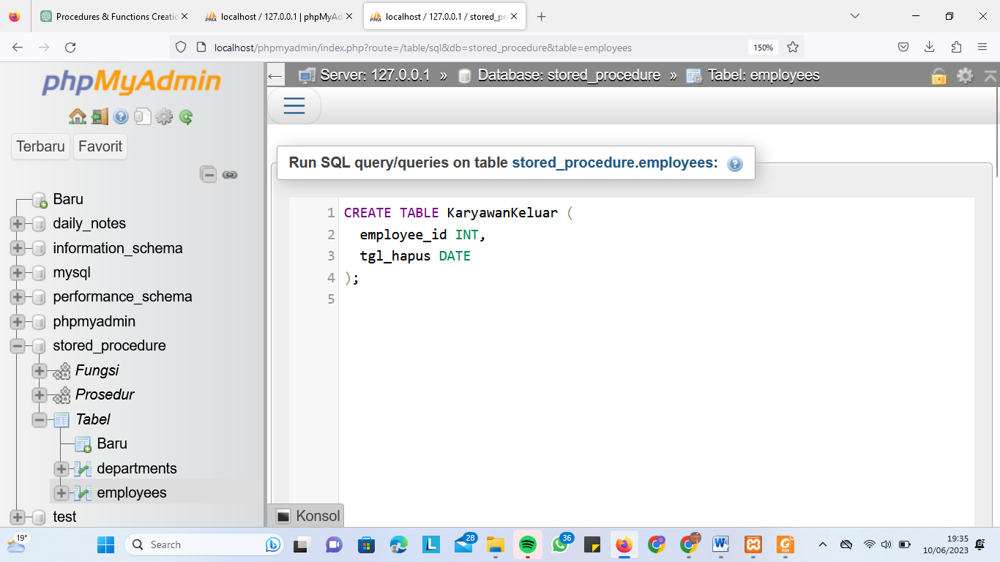 Procedures & Functions Creatio
localhost / 127.0.0.1 | phpMyAd
localhost / 127.0.0.1 / stored_pro
localhost/phpmyadmin/index.php?route=/table/sql&db=stored_procedure&table=employees
150%
phpMyAdmin
Terbaru Favorit
Baru
daily_notes
information_schema
mysql
performance_schema
phpmyadmin
stored_procedure
Fungsi
Prosedur
Tabel
Baru
departments
employees
test
Server: 127.0.0.1 » Database: stored_procedure » Tabel: employees
Run SQL query/queries on table stored_procedure.employees:
1 CREATE TABLE KaryawanKeluar (
2 employee_id INT,
3 tgl_hapus DATE
4 );
5
Konsol
19°
Search
28
36
19:35
10/06/2023